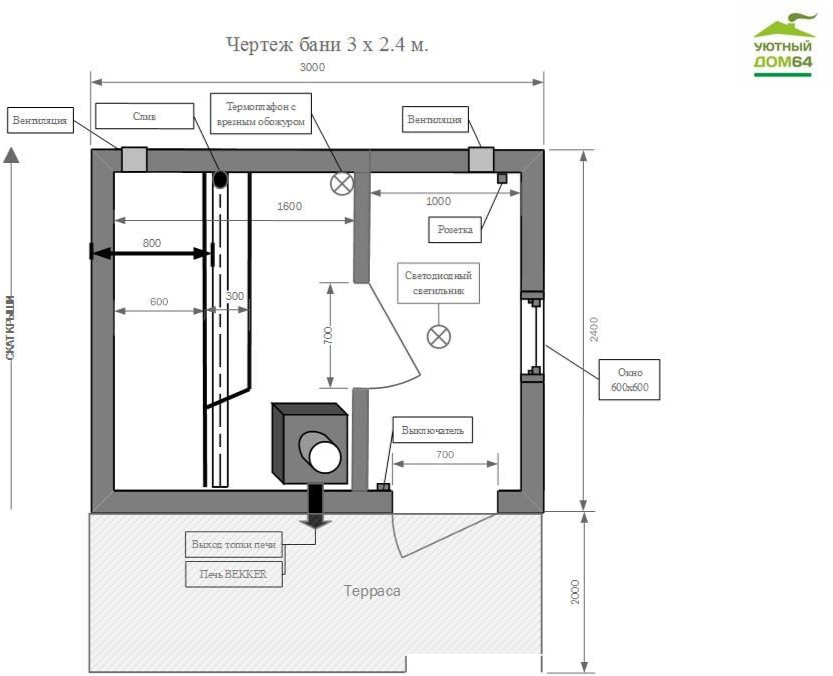 Чертеж бани 3 х 2.4 м.
УЮТНЫЙ
ДОМ64
3000
Вентиляция
Слив
Термоплафон с
врезным обожуром
Вентиляция
1600
1000
Розетка
800
600
300
Светодиодный
светильник
700
СКАТ КРЫШИ
2400
Окно
600х600
Выключатель
700
Выход топки печи
Печь BEKKER
Терраса
2000